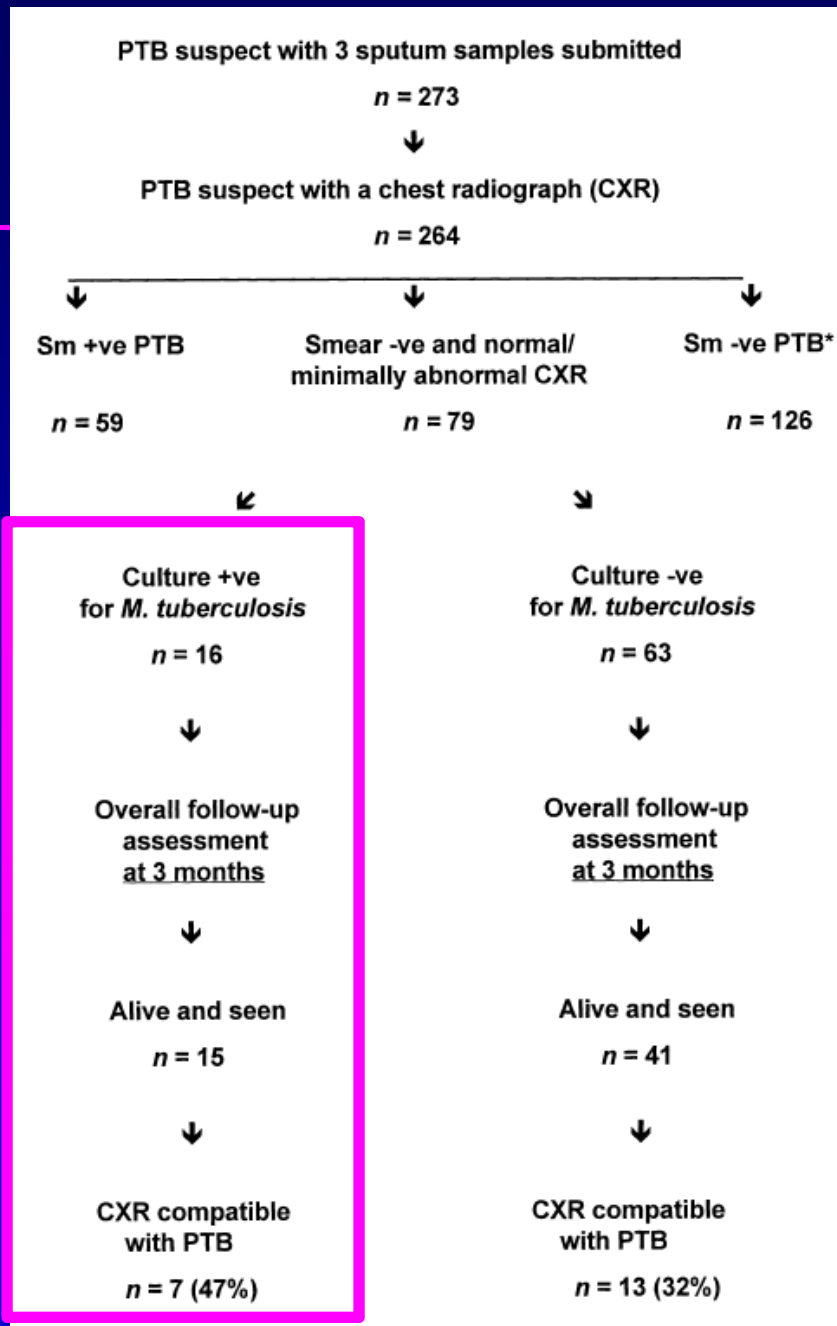 PTB suspect with 3 sputum samples submitted
n = 273
PTB suspect with a chest radiograph (CXR)
n = 264
Sm +ve PTB
Smear -ve and normal/
minimally abnormal CXR
Sm -ve PTB*
n = 59
n = 79
n = 126
Culture +ve
for M. tuberculosis
n = 16
Overall follow-up
assessment
at 3 months
Alive and seen
n = 15
CXR compatible
with PTB
n = 7 (47%)
Culture -ve
for M. tuberculosis
n = 63
Overall follow-up
assessment
at 3 months
Alive and seen
n = 41
CXR compatible
with PTB
n = 13 (32%)